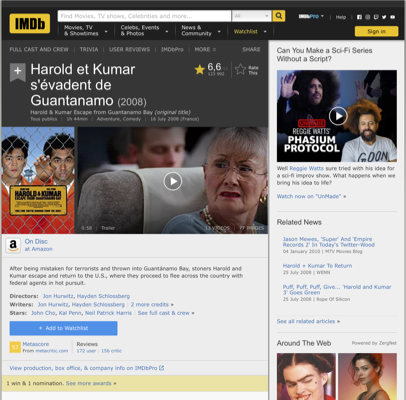 IMDb
Find Movies, TV shows, Celebrities and more...
All
IMDbPro
Help
Movies, TV & Showtimes
Celebs, Events & Photos
News & Community
Watchlist
Sign in
FULL CAST AND CREW | TRIVIA | USER REVIEWS | IMDbPro | MORE
SHARE
Harold et Kumar
s'évadent de
Guantanamo (2008)
6,6
Rate This
Harold & Kumar Escape from Guantanamo Bay (original title)
Tous publics | 1h 44min | Adventure, Comedy | 16 July 2008 (France)
HAROLD & KUMAR
ESCAPE FROM GUANTANAMO BAY
0:58 | Trailer
On Disc
at Amazon
After being mistaken for terrorists and thrown into Guantánamo Bay, stoners Harold and
Kumar escape and return to the U.S., where they proceed to flee across the country with
federal agents in hot pursuit.
Directors: Jon Hurwitz, Hayden Schlossberg
Writers: Jon Hurwitz, Hayden Schlossberg | 2 more credits »
Stars: John Cho, Kal Penn, Neil Patrick Harris | See full cast & crew »
+ Add to Watchlist
57
Metascore
From metacritic.com
Reviews
172 user | 156 critic
View production, box office, & company info on IMDbPro
1 win & 1 nomination. See more awards »
Can You Make a Sci-Fi Series
Without a Script?
REGGIE WATTS'
PHASIUM
PROTOCOL
Well Reggie Watts sure tried with his idea for
a sci-fi improv show. What happens when we
bring his idea to life?
Watch now on "UnMade" »
Related News
Jason Mewes, 'Super' And 'Empire
Records 2' In Today's Twitter-Wood
04 January 2010 | MTV Movies Blog
Harold + Kumar To Return
25 July 2008 | WENN
Puff, Puff, Puff, Give... 'Harold and Kumar
3' Goes Green
25 July 2008 | Rope Of Silicon
See all related articles »
Around The Web
Powered by ZergNet